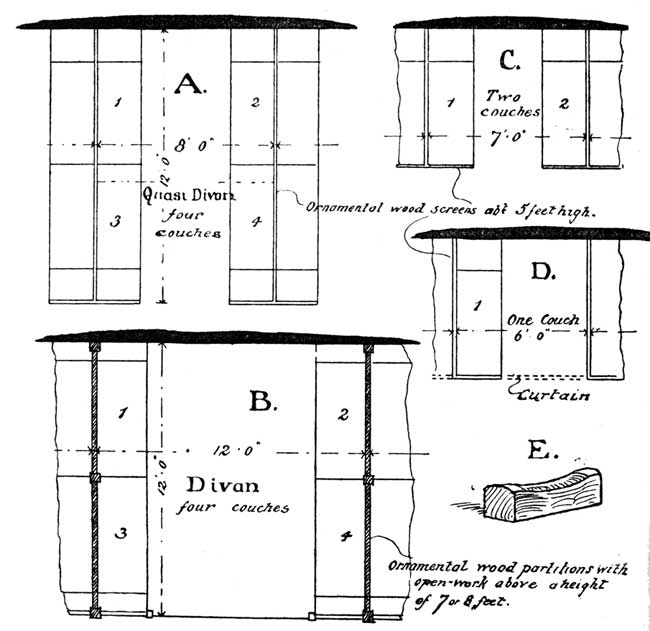 A.
1
2
8' 0"
12' 0"
Quasi Divan
four
couches
3
4
C.
1
Two
couches
2
7' 0"
Ornamental wood screens abt 5 feet high.
D.
1
One Couch
6' 0"
Curtain
B.
1
2
12' 0"
12' 0"
Divan
four couches
3
4
E.
Ornamental wood partitions with
open-work above a height
of 7 or 8 feet.